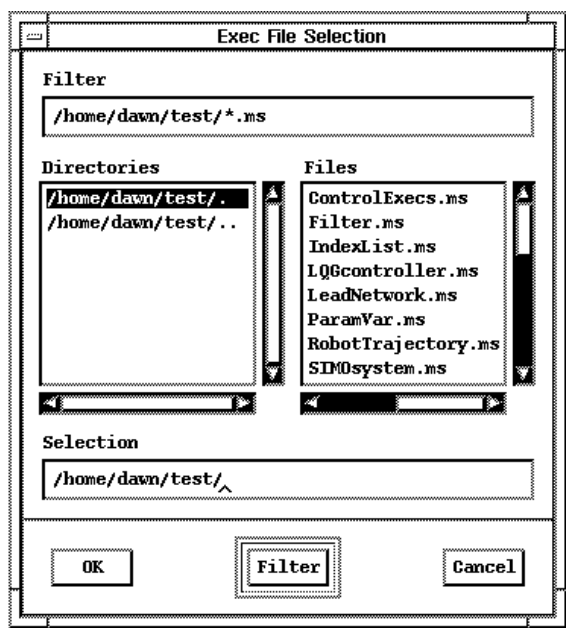 Exec File Selection
Filter
/home/dawn/test/*.ms
Directories
/home/dawn/test/.
/home/dawn/test/..
Files
ControlExecs.ms
Filter.ms
IndexList.ms
LQGcontroller.ms
LeadNetwork.ms
ParamVar.ms
RobotTrajectory.ms
SIMOsystem.ms
Selection
/home/dawn/test/
OK
Filter
Cancel